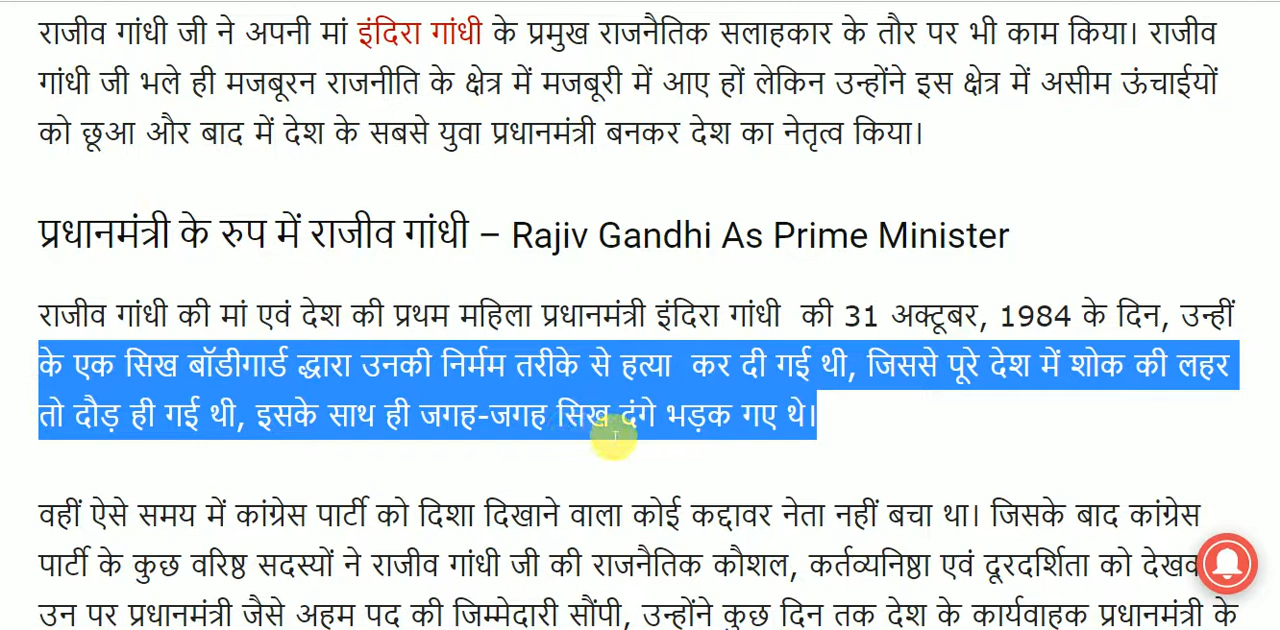 राजीव गांधी जी ने अपनी मां इंदिरा गांधी के प्रमुख राजनैतिक सलाहकार के तौर पर भी काम किया। राजीव
गांधी जी भले ही मजबूरन राजनीति के क्षेत्र में मजबूरी में आए हों लेकिन उन्होंने इस क्षेत्र में असीम ऊंचाईयों
को छूआ और बाद में देश के सबसे युवा प्रधानमंत्री बनकर देश का नेतृत्व किया।
प्रधानमंत्री के रुप में राजीव गांधी – Rajiv Gandhi As Prime Minister
राजीव गांधी की मां एवं देश की प्रथम महिला प्रधानमंत्री इंदिरा गांधी की 31 अक्टूबर, 1984 के दिन, उन्हीं
के एक सिख बॉडीगार्ड द्धारा उनकी निर्मम तरीके से हत्या कर दी गई थी, जिससे पूरे देश में शोक की लहर
तो दौड़ ही गई थी, इसके साथ ही जगह-जगह सिख दंगे भड़क गए थे।
वहीं ऐसे समय में कांग्रेस पार्टी को दिशा दिखाने वाला कोई कद्दावर नेता नहीं बचा था। जिसके बाद कांग्रेस
पार्टी के कुछ वरिष्ठ सदस्यों ने राजीव गांधी जी की राजनैतिक कौशल, कर्तव्यनिष्ठा एवं दूरदर्शिता को
उन पर प्रधानमंत्री जैसे अहम पद की जिम्मेदारी सौंपी, उन्होंने कुछ दिन तक देश के कार्यवाहक प्रधानमंत्री के